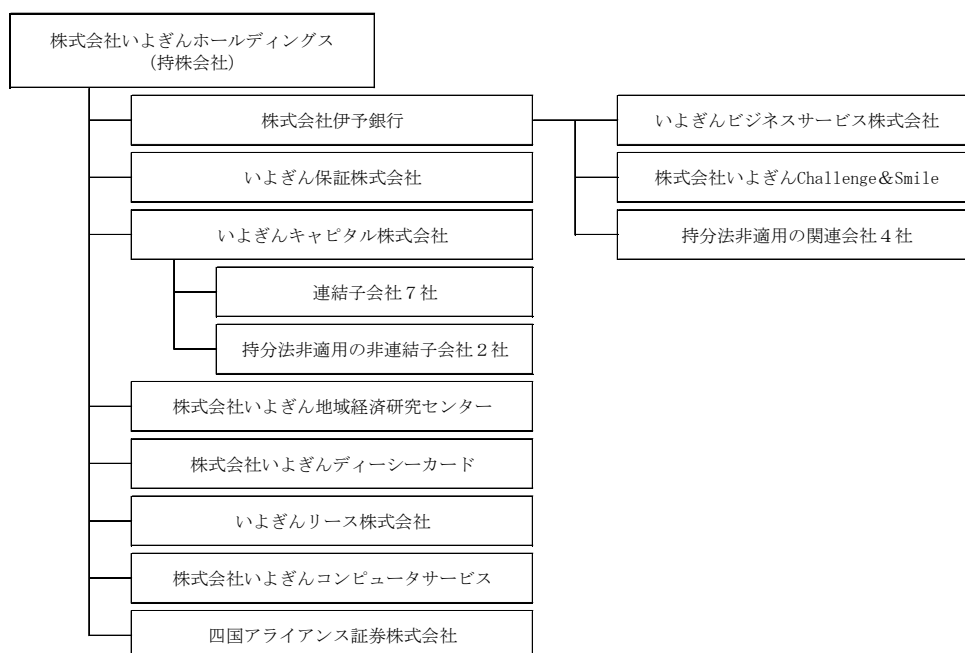 株式会社いよぎんホールディングス
(持株会社)
株式会社伊予銀行
いよぎんビジネスサービス株式会社
株式会社いよぎんChallenge＆Smile
持分法非適用の関連会社４社
いよぎん保証株式会社
いよぎんキャピタル株式会社
連結子会社７社
持分法非適用の非連結子会社２社
株式会社いよぎん地域経済研究センター
株式会社いよぎんディーシーカード
いよぎんリース株式会社
株式会社いよぎんコンピュータサービス
四国アライアンス証券株式会社